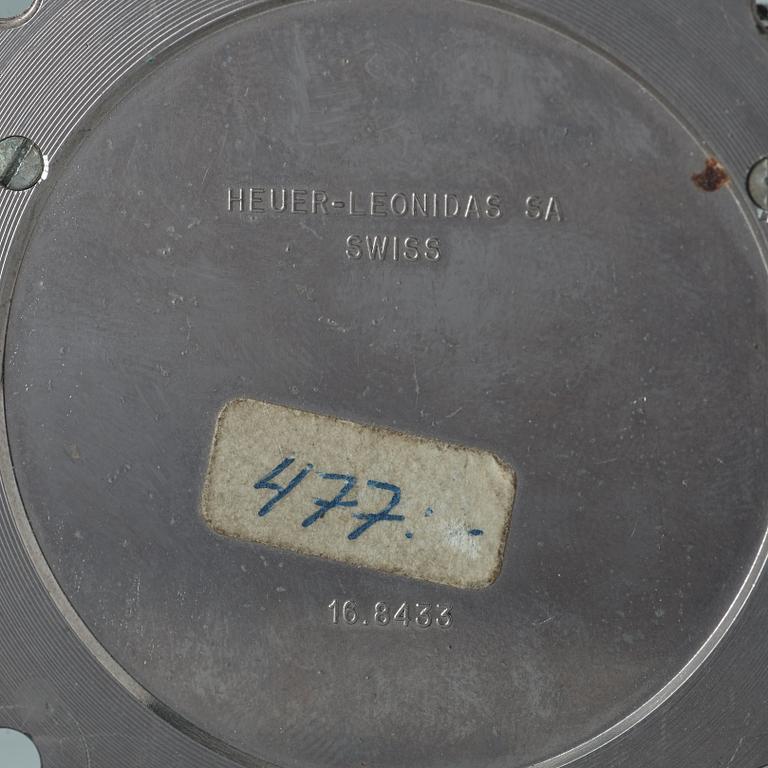 HEUER-LEONIDAS SA
SWISS
477:-
16.8433